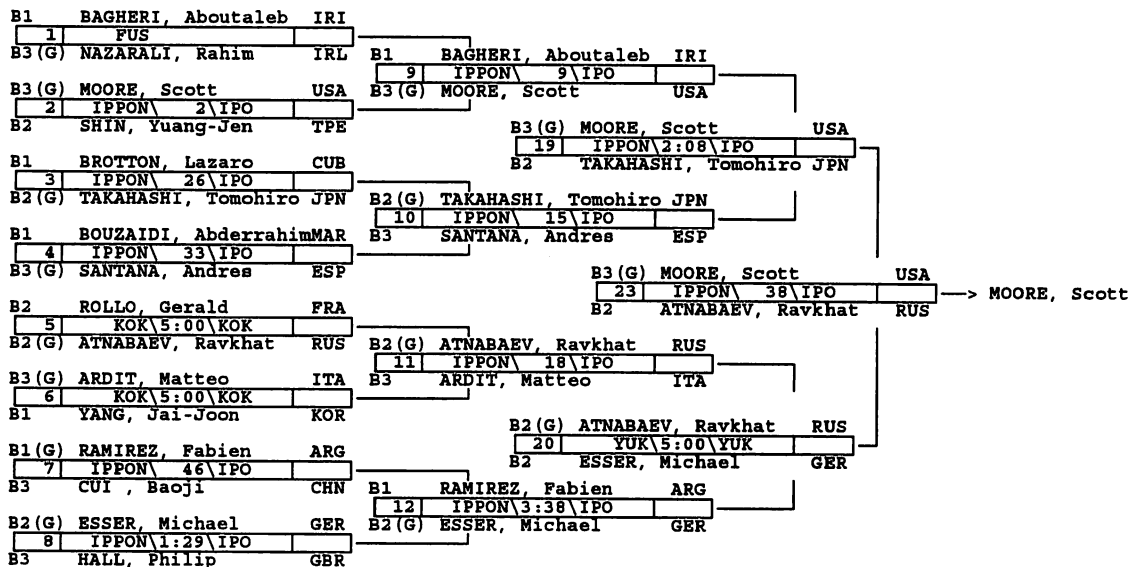 B1 BAGHERI, Aboutaleb IRI
1 FUS
B3(G) NAZARALI, Rahim IRL
B3(G) MOORE, Scott USA
2 IPPON\ 2\IPO
B2 SHIN, Yuang-Jen TPE
B1 BROTTON, Lazaro CUB
3 IPPON\ 26\IPO
B2(G) TAKAHASHI, Tomohiro JPN
B1 BOUZAIDI, AbderrahimMAR
4 IPPON\ 33\IPO
B3(G) SANTANA, Andres ESP
B2 ROLLO, Gerald FRA
5 KOK\5:00\KOK
B2(G) ATNABAEV, Ravkhat RUS
B3(G) ARDIT, Matteo ITA
6 KOK\5:00\KOK
B1 YANG, Jai-Joon KOR
B1(G) RAMIREZ, Fabien ARG
7 IPPON\ 46\IPO
B3 CUI , Baoji CHN
B2(G) ESSER, Michael GER
8 IPPON\1:29\IPO
B3 HALL, Philip GBR
B1 BAGHERI, Aboutaleb IRI
9 IPPON\ 9\IPO
B3(G) MOORE, Scott USA
B2(G) TAKAHASHI, Tomohiro JPN
10 IPPON\ 15\IPO
B3 SANTANA, Andres ESP
B2(G) ATNABAEV, Ravkhat RUS
11 IPPON\ 18\IPO
B3 ARDIT, Matteo ITA
B1 RAMIREZ, Fabien ARG
12 IPPON\3:38\IPO
B2(G) ESSER, Michael GER
B3(G) MOORE, Scott USA
19 IPPON\2:08\IPO
B2 TAKAHASHI, Tomohiro JPN
B2(G) ATNABAEV, Ravkhat RUS
20 YUK\5:00\YUK
B2 ESSER, Michael GER
B3(G) MOORE, Scott USA
23 IPPON\ 38\IPO
B2 ATNABAEV, Ravkhat RUS
—> MOORE, Scott